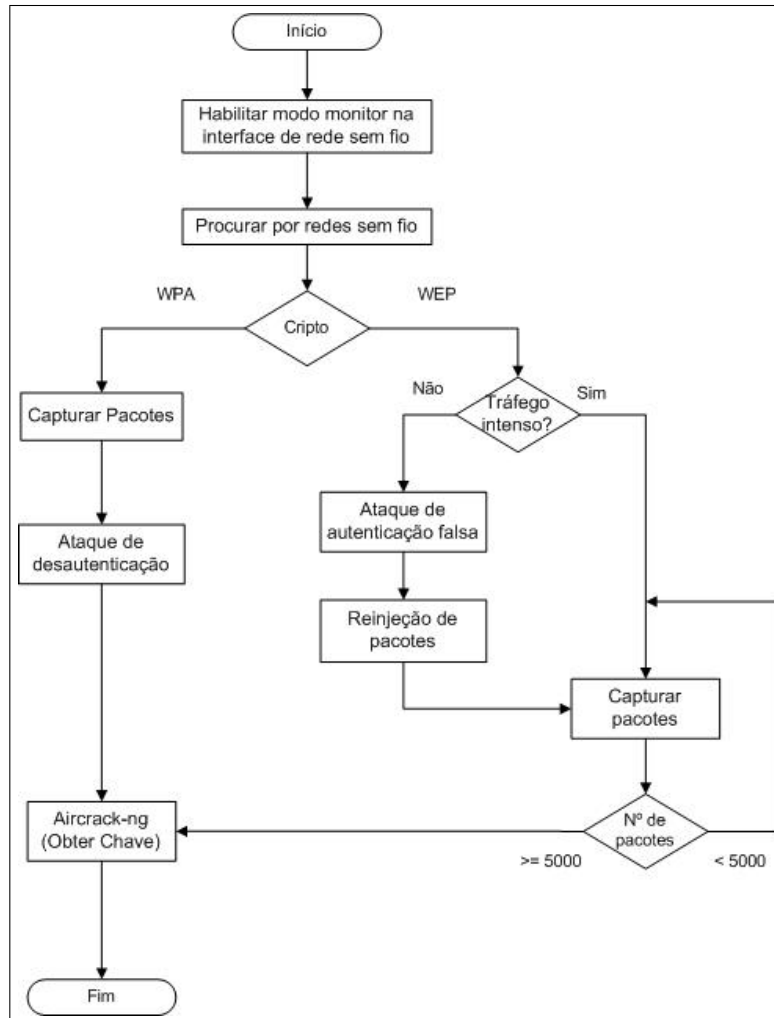 Início
Habilitar modo monitor na
interface de rede sem fio
Procurar por redes sem fio
WPA
WEP
Cripto
Não
Sim
Tráfego
intenso?
Capturar Pacotes
Ataque de
autenticação falsa
Ataque de
desautenticação
Reinjeção de
pacotes
Capturar
pacotes
Aircrack-ng
(Obter Chave)
Nº de
pacotes
>= 5000
< 5000
Fim